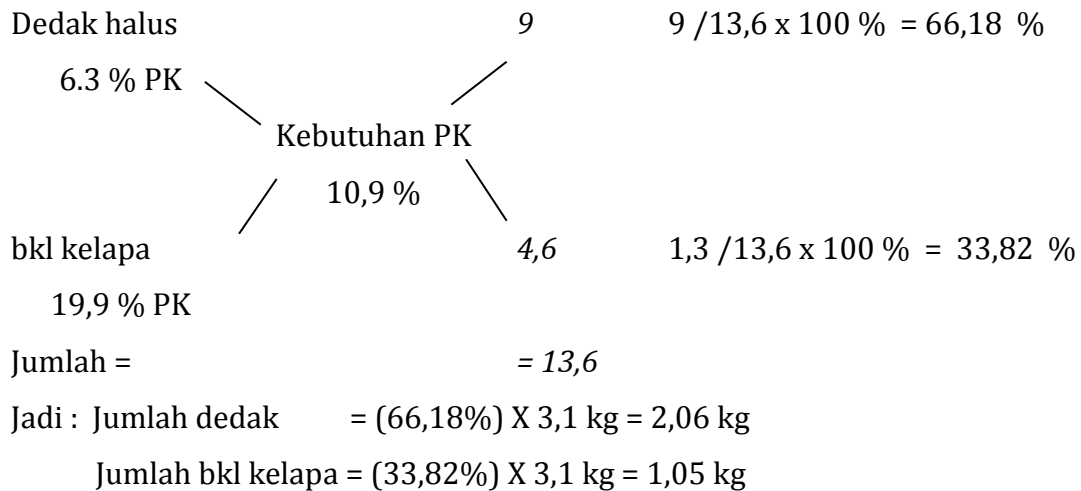 Dedak halus 9 9 /13,6 x 100 % = 66,18 %
6.3 % PK
Kebutuhan PK
10,9 %
bkl kelapa 4,6 1,3 /13,6 x 100 % = 33,82 %
19,9 % PK
Jumlah = = 13,6
Jadi : Jumlah dedak = (66,18%) X 3,1 kg = 2,06 kg
Jumlah bkl kelapa = (33,82%) X 3,1 kg = 1,05 kg